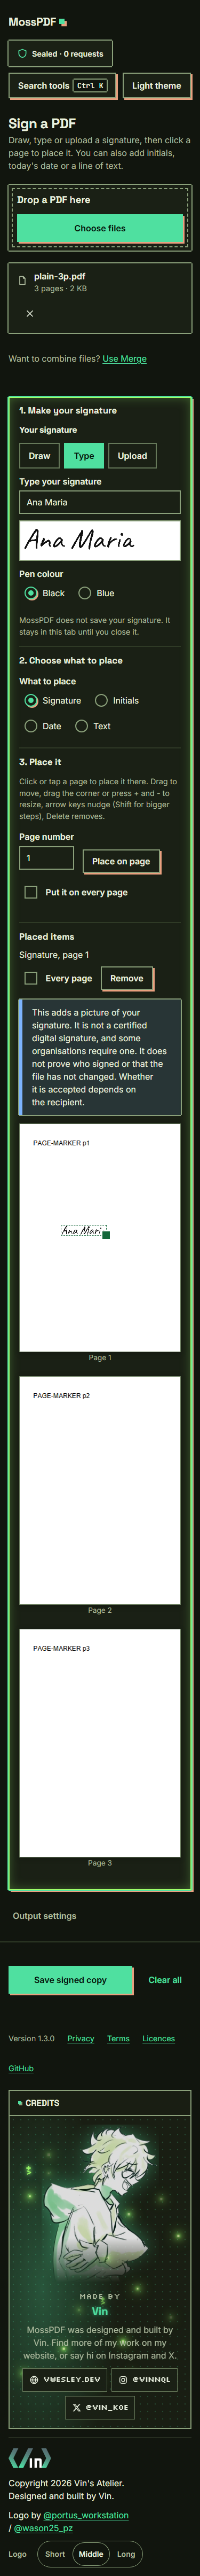 MossPDF
Sealed · 0 requests
Search tools Ctrl K
Light theme
Sign a PDF
Draw, type or upload a signature, then click a
page to place it. You can also add initials,
today's date or a line of text.
Drop a PDF here
Choose files
plain-3p.pdf
3 pages · 2 KB
Want to combine files? Use Merge
1. Make your signature
Your signature
Draw
Type
Upload
Type your signature
Ana Maria
Ana Maria
Pen colour
Black
Blue
MossPDF does not save your signature. It
stays in this tab until you close it.
2. Choose what to place
What to place
Signature
Initials
Date
Text
3. Place it
Click or tap a page to place it there. Drag to
move, drag the corner or press + and - to
resize, arrow keys nudge (Shift for bigger
steps), Delete removes.
Page number
1
Place on page
Put it on every page
Placed items
Signature, page 1
Every page
Remove
This adds a picture of your
signature. It is not a certified
digital signature, and some
organisations require one. It does
not prove who signed or that the
file has not changed. Whether
it is accepted depends on
the recipient.
PAGE-MARKER p1
Ana Mari
Page 1
PAGE-MARKER p2
Page 2
PAGE-MARKER p3
Page 3
Output settings
Save signed copy
Clear all
Version 1.3.0
Privacy
Terms
Licences
GitHub
CREDITS
MADE BY
Vin
MossPDF was designed and built by
Vin. Find more of my work on my
website, or say hi on Instagram and X.
VWESLEY.DEV
@VINNQL
@VIN_KOE
Vin
Copyright 2026 Vin's Atelier.
Designed and built by Vin.
Logo by @portus_workstation
/ @wason25_pz
Logo
Short
Middle
Long